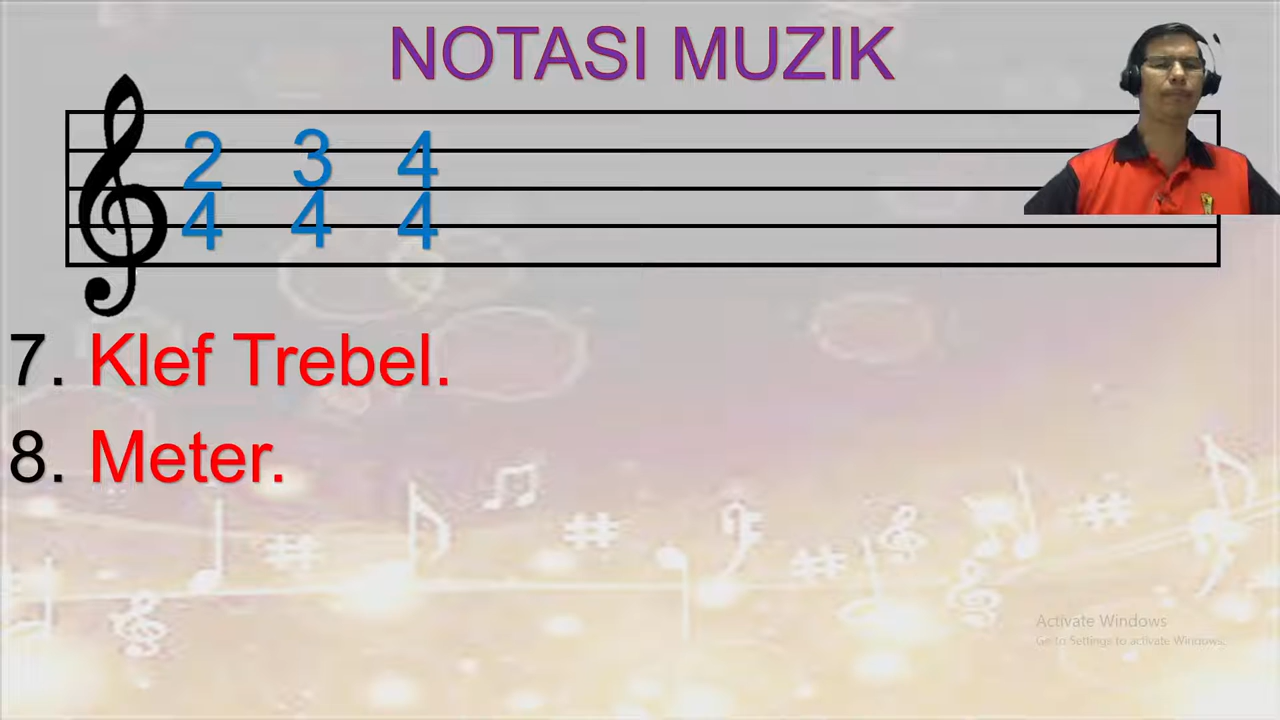 NOTASI MUZIK
2 3 4
4 4 4
7. Klef Trebel.
8. Meter.
Activate Windows
Go to Settings to activate Windows.